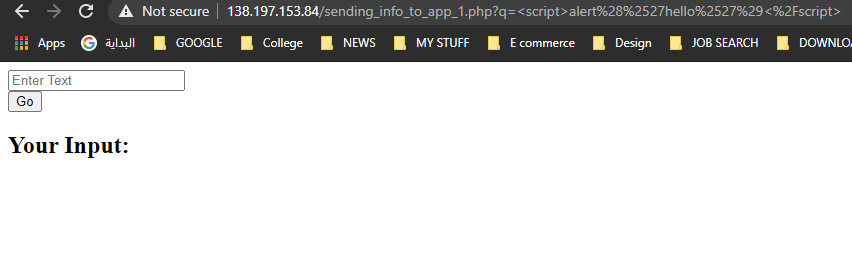 Not secure | 138.197.153.84/sending_info_to_app_1.php?q=<script>alert%28%2527hello%2527%29<%2Fscript>
Apps G البداية GOOGLE College NEWS MY STUFF E commerce Design JOB SEARCH DOWNLOA
Enter Text
Go
Your Input: